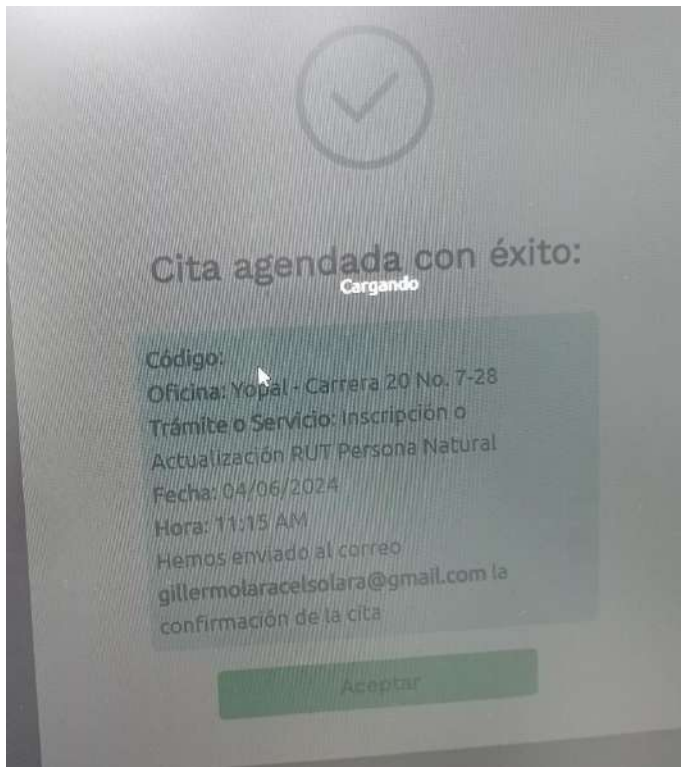 Cita agendada con éxito:
Cargando
Código:
Oficina: Yopal - Carrera 20 No. 7-28
Trámite o Servicio: Inscripción o
Actualización RUT Persona Natural
Fecha: 04/06/2024
Hora: 11:15 AM
Hemos enviado al correo
gillermolaracelsolara@gmail.com la
confirmación de la cita
Aceptar